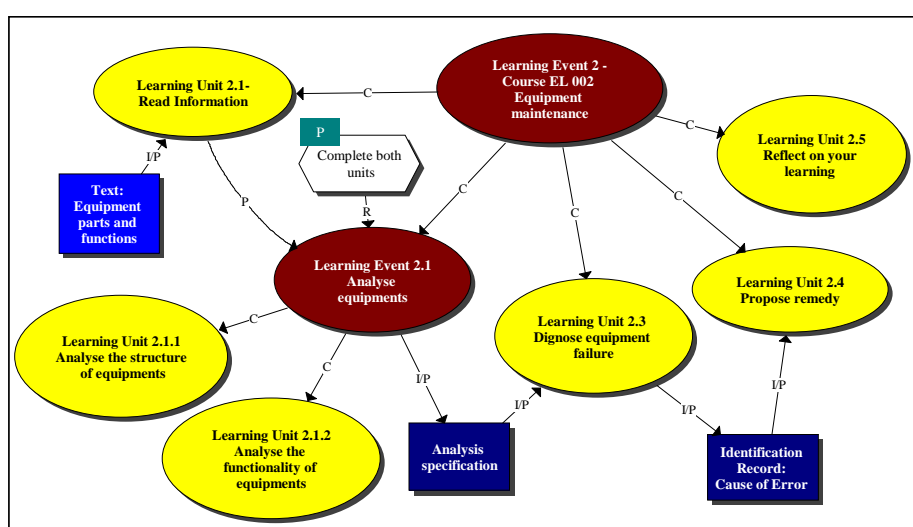 Learning Event 2 -
Course EL 002
Equipment
maintenance
Learning Unit 2.1-
Read Information
C
C
Learning Unit 2.5
Reflect on your
learning
P
Complete both
units
I/P
Text:
Equipment
parts and
functions
P
R
C
C
C
Learning Event 2.1
Analyse
equipments
Learning Unit 2.4
Propose remedy
C
Learning Unit 2.1.1
Analyse the structure
of equipments
C
I/P
Learning Unit 2.3
Dignose equipment
failure
I/P
I/P
I/P
Learning Unit 2.1.2
Analyse the
functionality of
equipments
Analysis
specification
Identification
Record:
Cause of Error